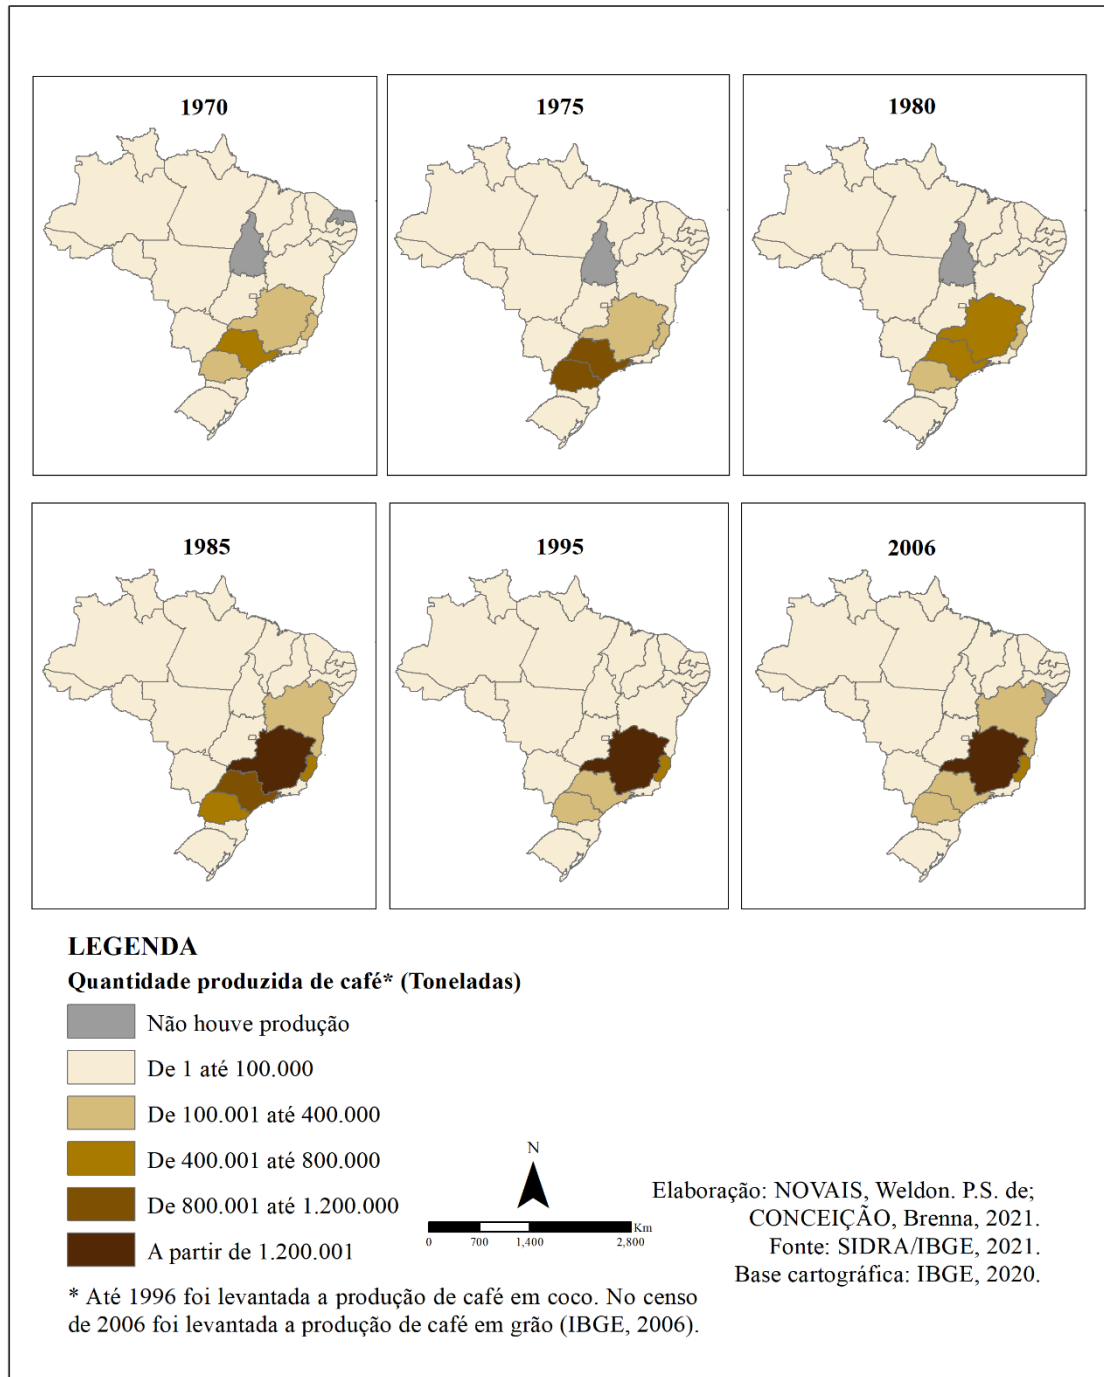 1970
1975
1980
1985
1995
2006
LEGENDA
Quantidade produzida de café* (Toneladas)
Não houve produção
De 1 até 100.000
De 100.001 até 400.000
De 400.001 até 800.000
De 800.001 até 1.200.000
A partir de 1.200.001
N
Km
0 700 1,400 2,800
Elaboração: NOVAIS, Weldon. P.S. de;
CONCEIÇÃO, Brenna, 2021.
Fonte: SIDRA/IBGE, 2021.
Base cartográfica: IBGE, 2020.
* Até 1996 foi levantada a produção de café em coco. No censo
de 2006 foi levantada a produção de café em grão (IBGE, 2006).